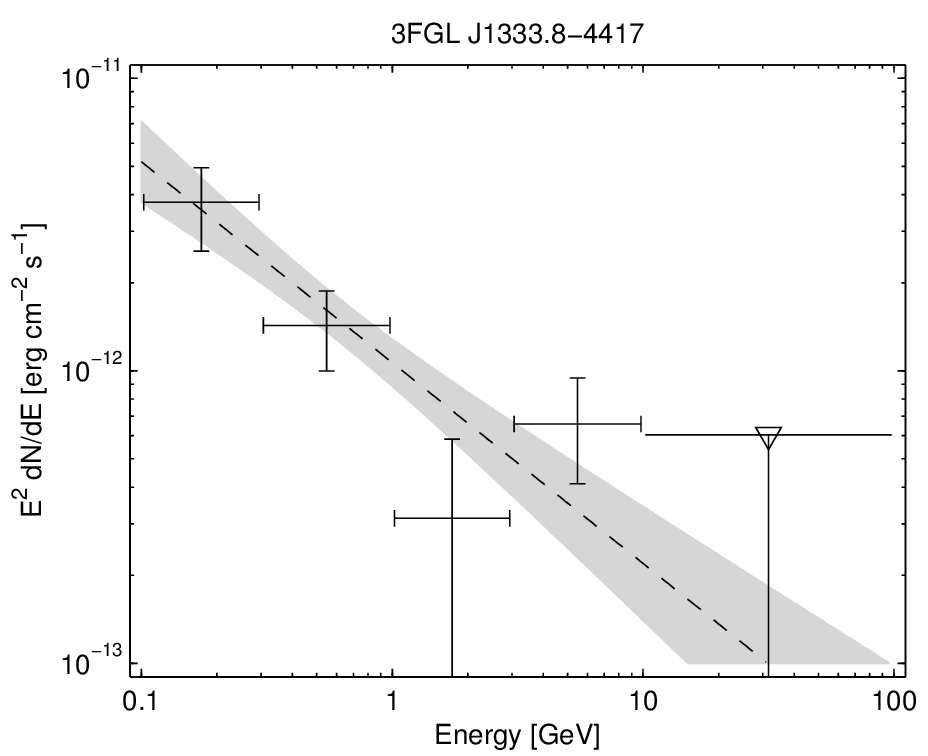 3FGL J1333.8−4417
10⁻¹¹
10⁻¹²
10⁻¹³
E² dN/dE [erg cm⁻² s⁻¹]
0.1 1 10 100
Energy [GeV]